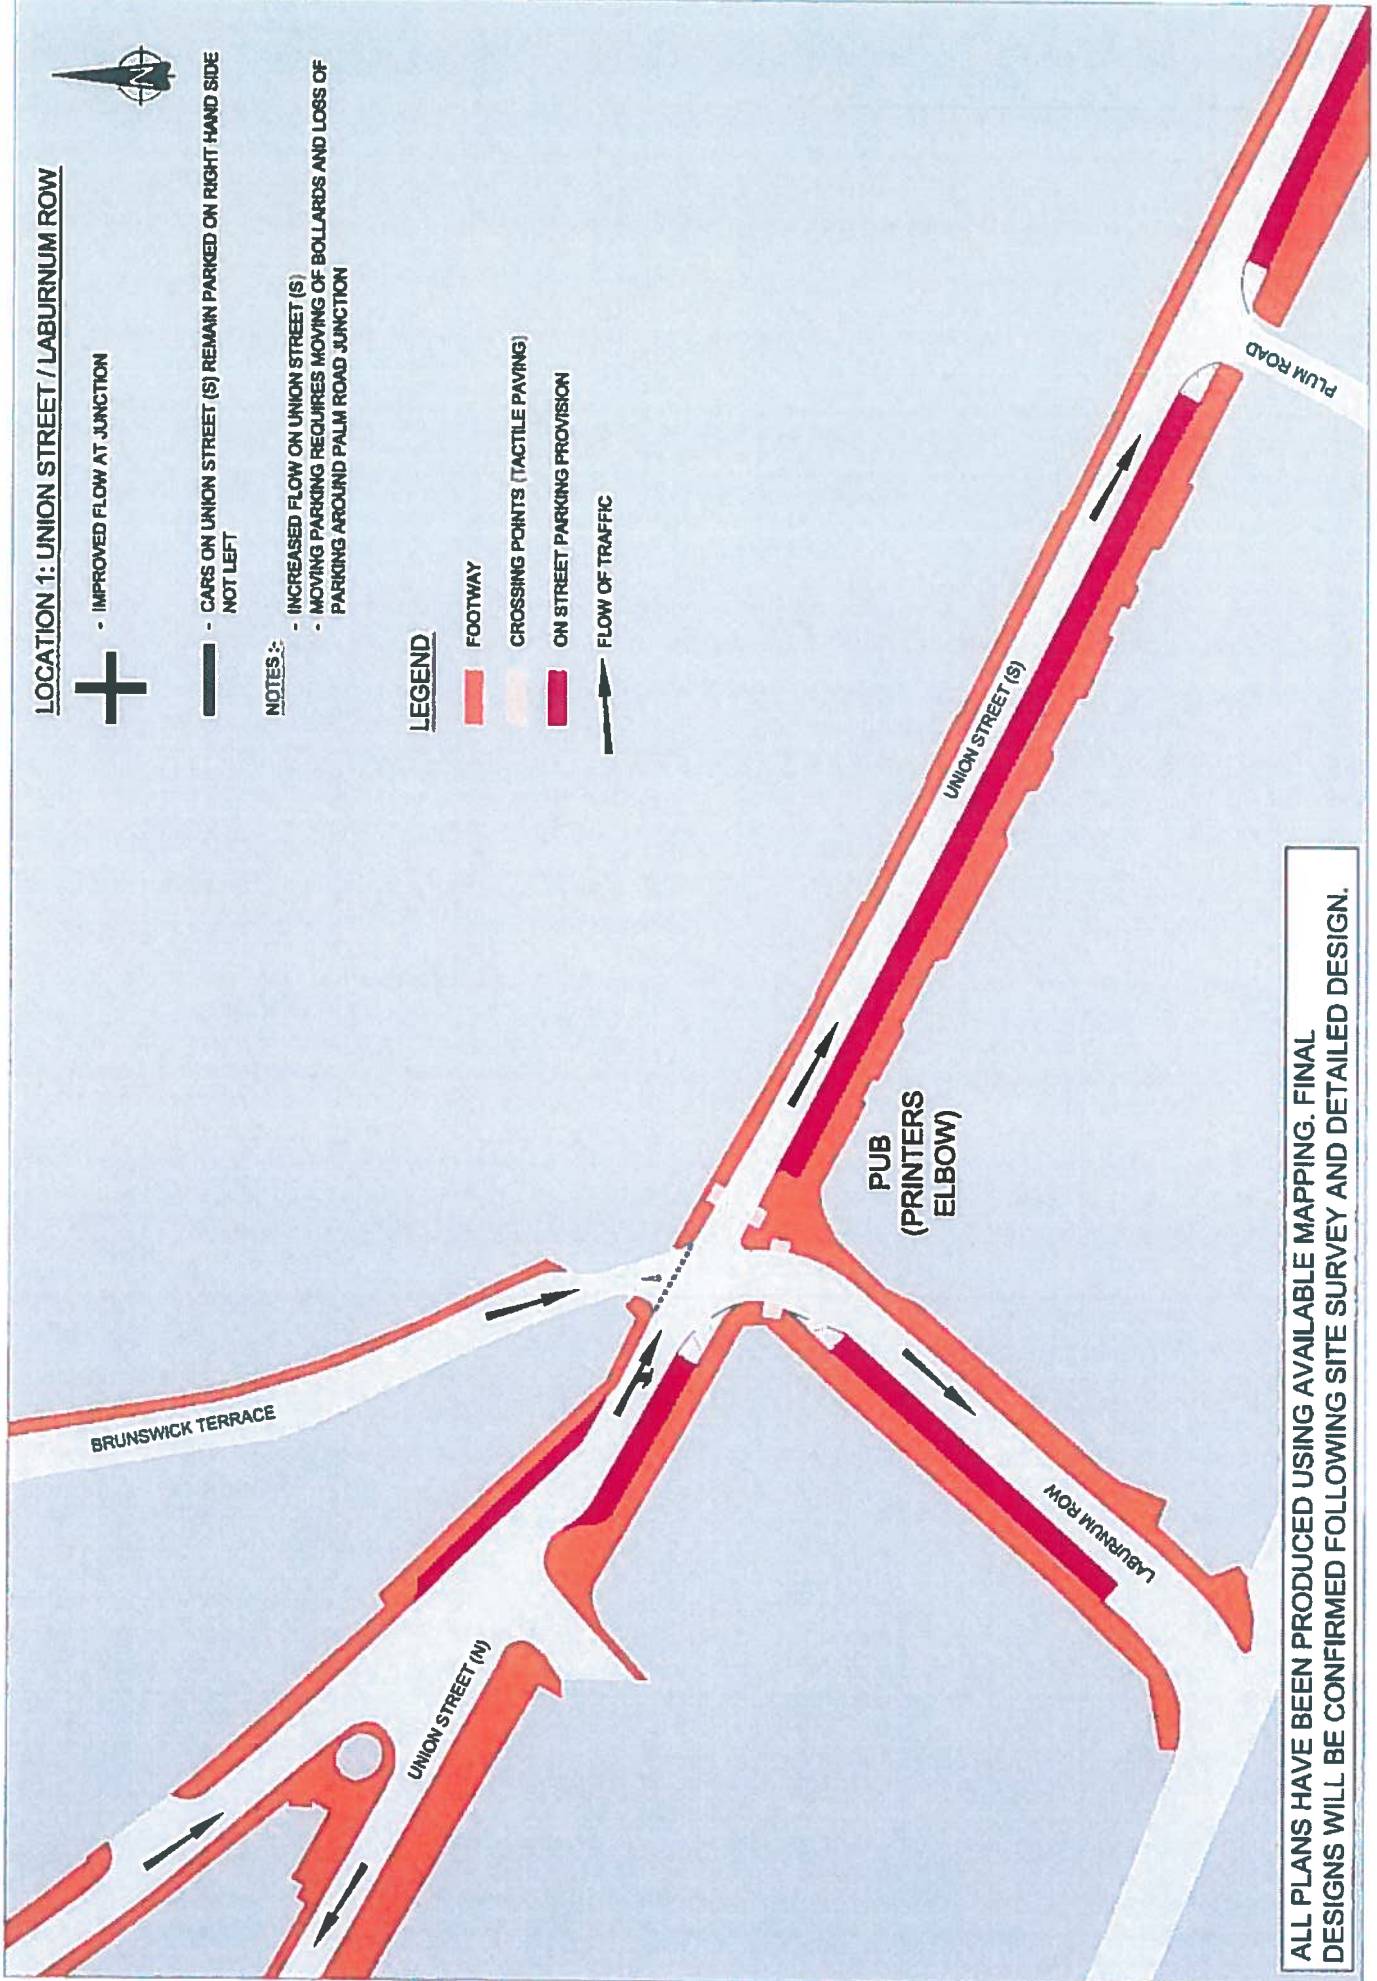 LOCATION 1: UNION STREET / LABURNUM ROW
N
- IMPROVED FLOW AT JUNCTION
- CARS ON UNION STREET (S) REMAIN PARKED ON RIGHT HAND SIDE
NOT LEFT
NOTES :-
- INCREASED FLOW ON UNION STREET (S)
- MOVING PARKING REQUIRES MOVING OF BOLLARDS AND LOSS OF
PARKING AROUND PALM ROAD JUNCTION
LEGEND
FOOTWAY
CROSSING POINTS (TACTILE PAVING)
ON STREET PARKING PROVISION
FLOW OF TRAFFIC
BRUNSWICK TERRACE
UNION STREET (N)
UNION STREET (S)
PLUM ROAD
PUB
(PRINTERS
ELBOW)
LABURNUM ROW
ALL PLANS HAVE BEEN PRODUCED USING AVAILABLE MAPPING. FINAL
DESIGNS WILL BE CONFIRMED FOLLOWING SITE SURVEY AND DETAILED DESIGN.